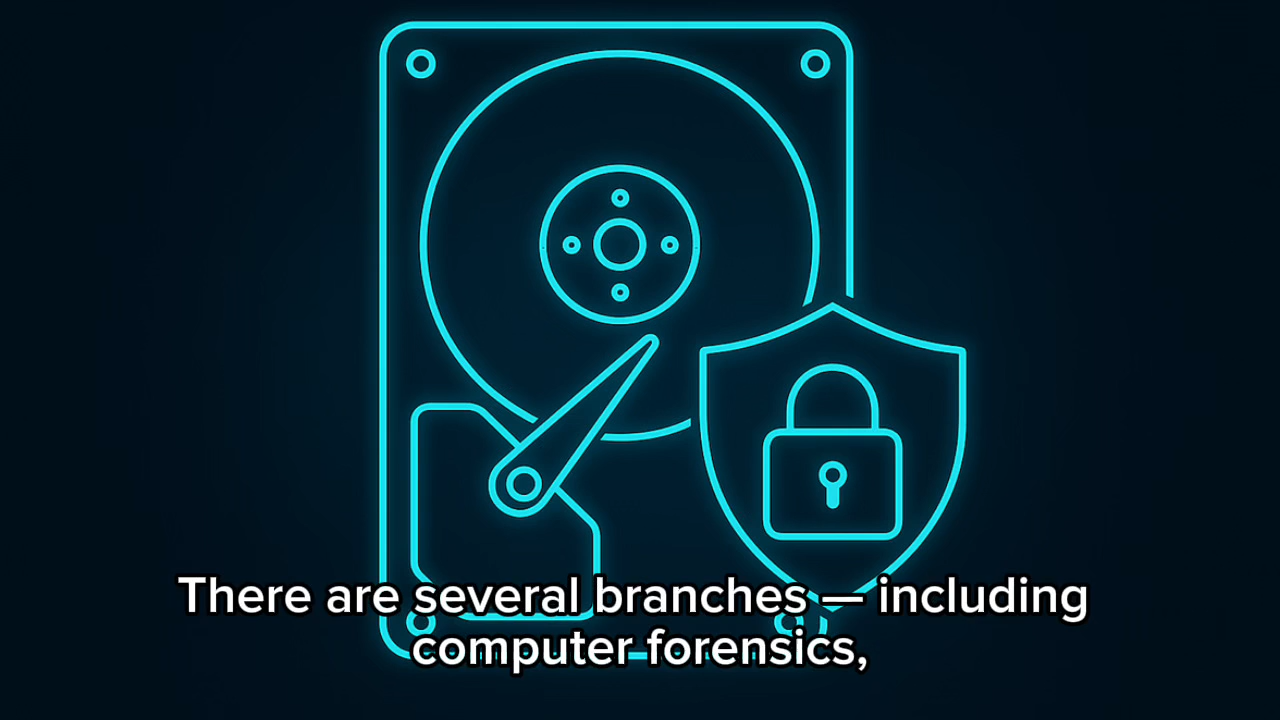 There are several branches — including
computer forensics,